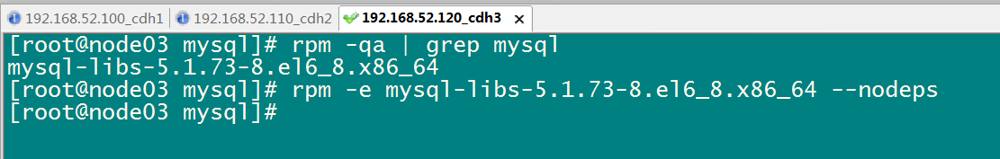 192.168.52.100_cdh1 192.168.52.110_cdh2 192.168.52.120_cdh3 ×
[root@node03 mysql]# rpm -qa | grep mysql
mysql-libs-5.1.73-8.el6_8.x86_64
[root@node03 mysql]# rpm -e mysql-libs-5.1.73-8.el6_8.x86_64 --nodeps
[root@node03 mysql]#